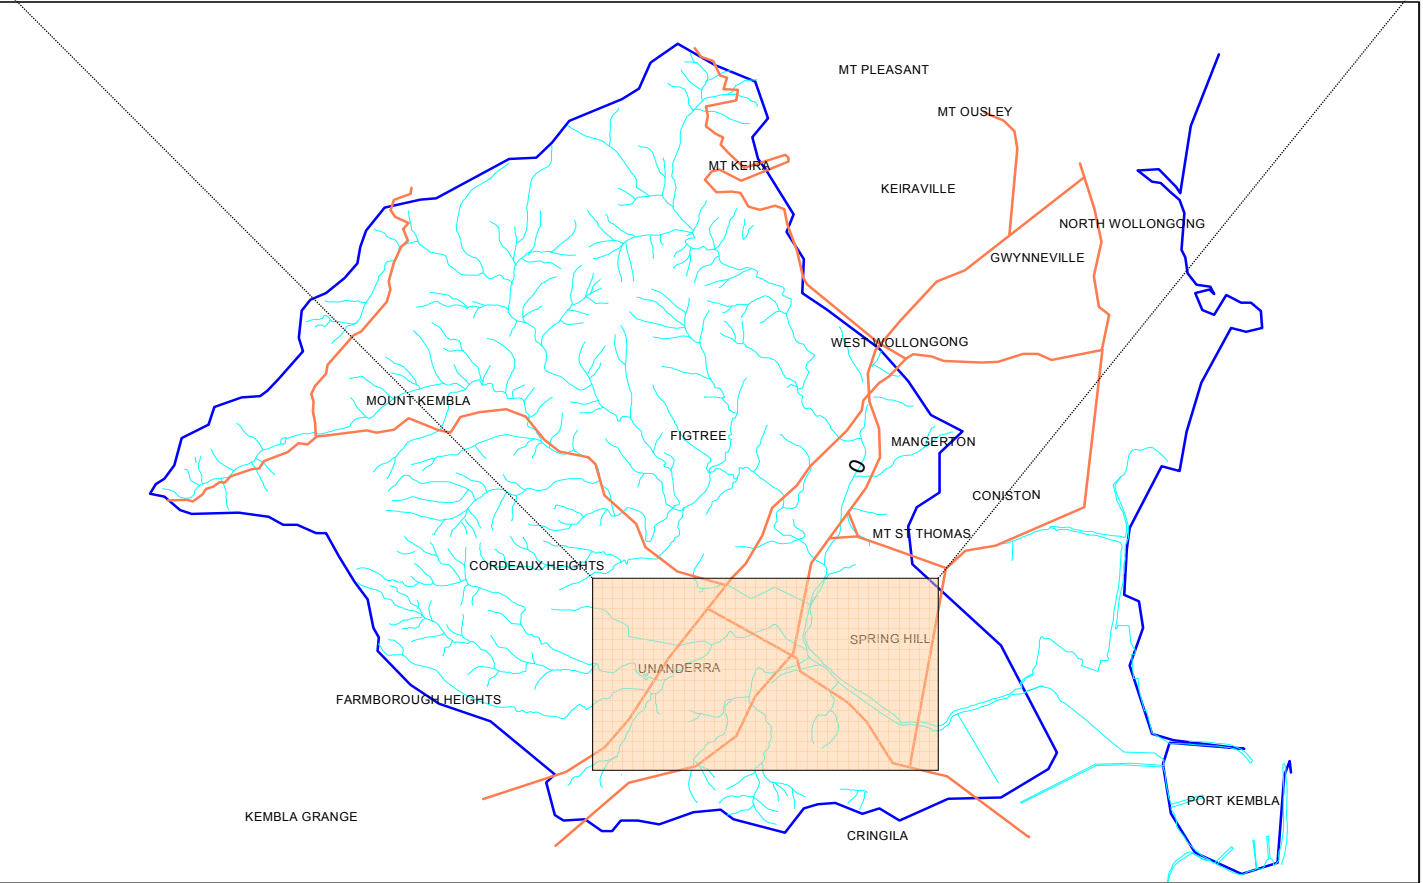 MT PLEASANT
MT OUSLEY
MT KEIRA
KEIRAVILLE
NORTH WOLLONGONG
GWYNNEVILLE
WEST WOLLONGONG
MOUNT KEMBLA
FIGTREE
MANGERTON
0
CONISTON
MT ST THOMAS
CORDEAUX HEIGHTS
SPRING HILL
UNANDERRA
FARMBOROUGH HEIGHTS
PORT KEMBLA
KEMBLA GRANGE
CRINGILA